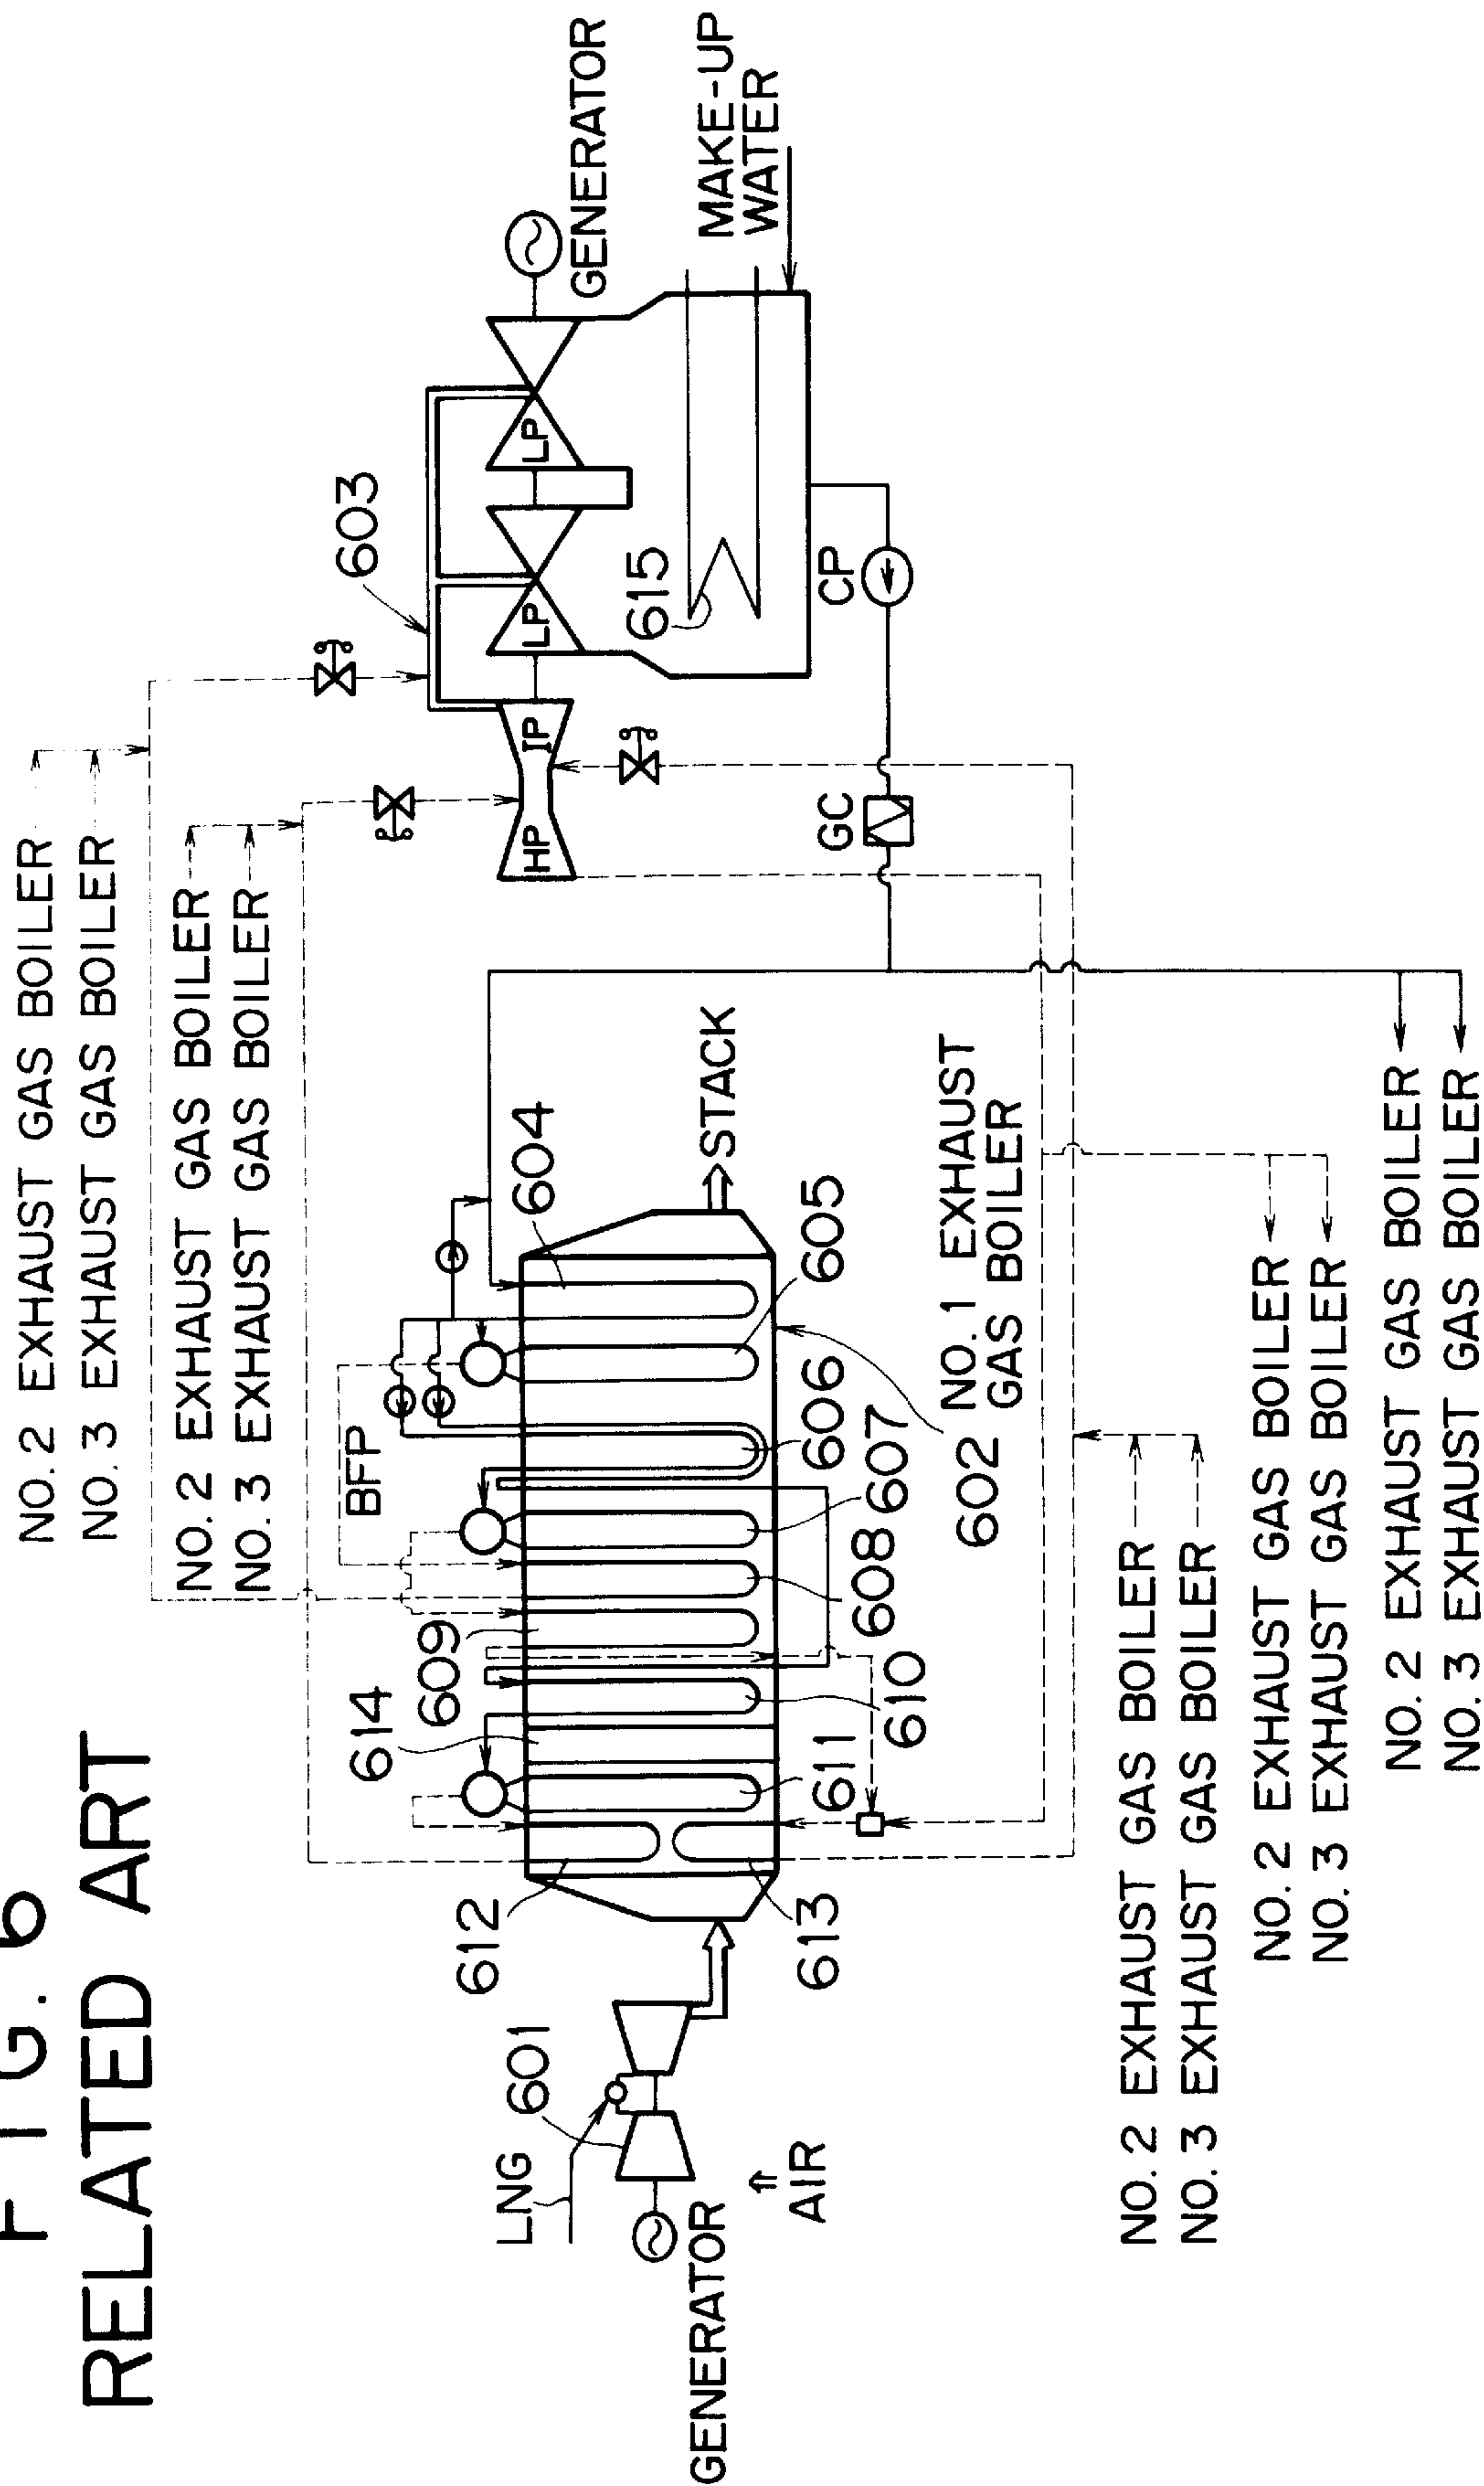 FIG. 6
RELATED ART
NO. 2 EXHAUST GAS BOILER
NO. 3 EXHAUST GAS BOILER
NO. 2 EXHAUST GAS BOILER
NO. 3 EXHAUST GAS BOILER
603
GENERATOR
BFP
614
609
612
604
HP
IP
LP
LP
615
MAKE-UP
WATER
CP
GC
LNG
601
GENERATOR
AIR
STACK
605
606
607
608
610
611
613
602
NO. 1 EXHAUST
GAS BOILER
NO. 2 EXHAUST GAS BOILER
NO. 3 EXHAUST GAS BOILER
NO. 2 EXHAUST GAS BOILER
NO. 3 EXHAUST GAS BOILER
NO. 2 EXHAUST GAS BOILER
NO. 3 EXHAUST GAS BOILER